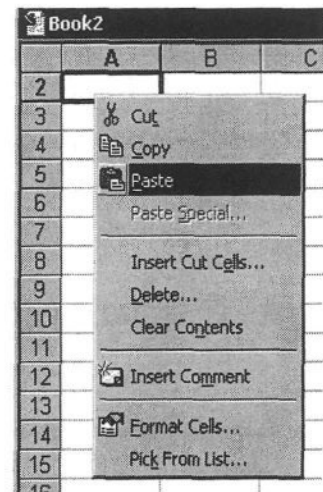 Book2
A B C
2
3 Cut
4 Copy
5 Paste
6 Paste Special...
7
8 Insert Cut Cells...
9 Delete...
10 Clear Contents
11
12 Insert Comment
13
14 Format Cells...
15 Pick From List...
16